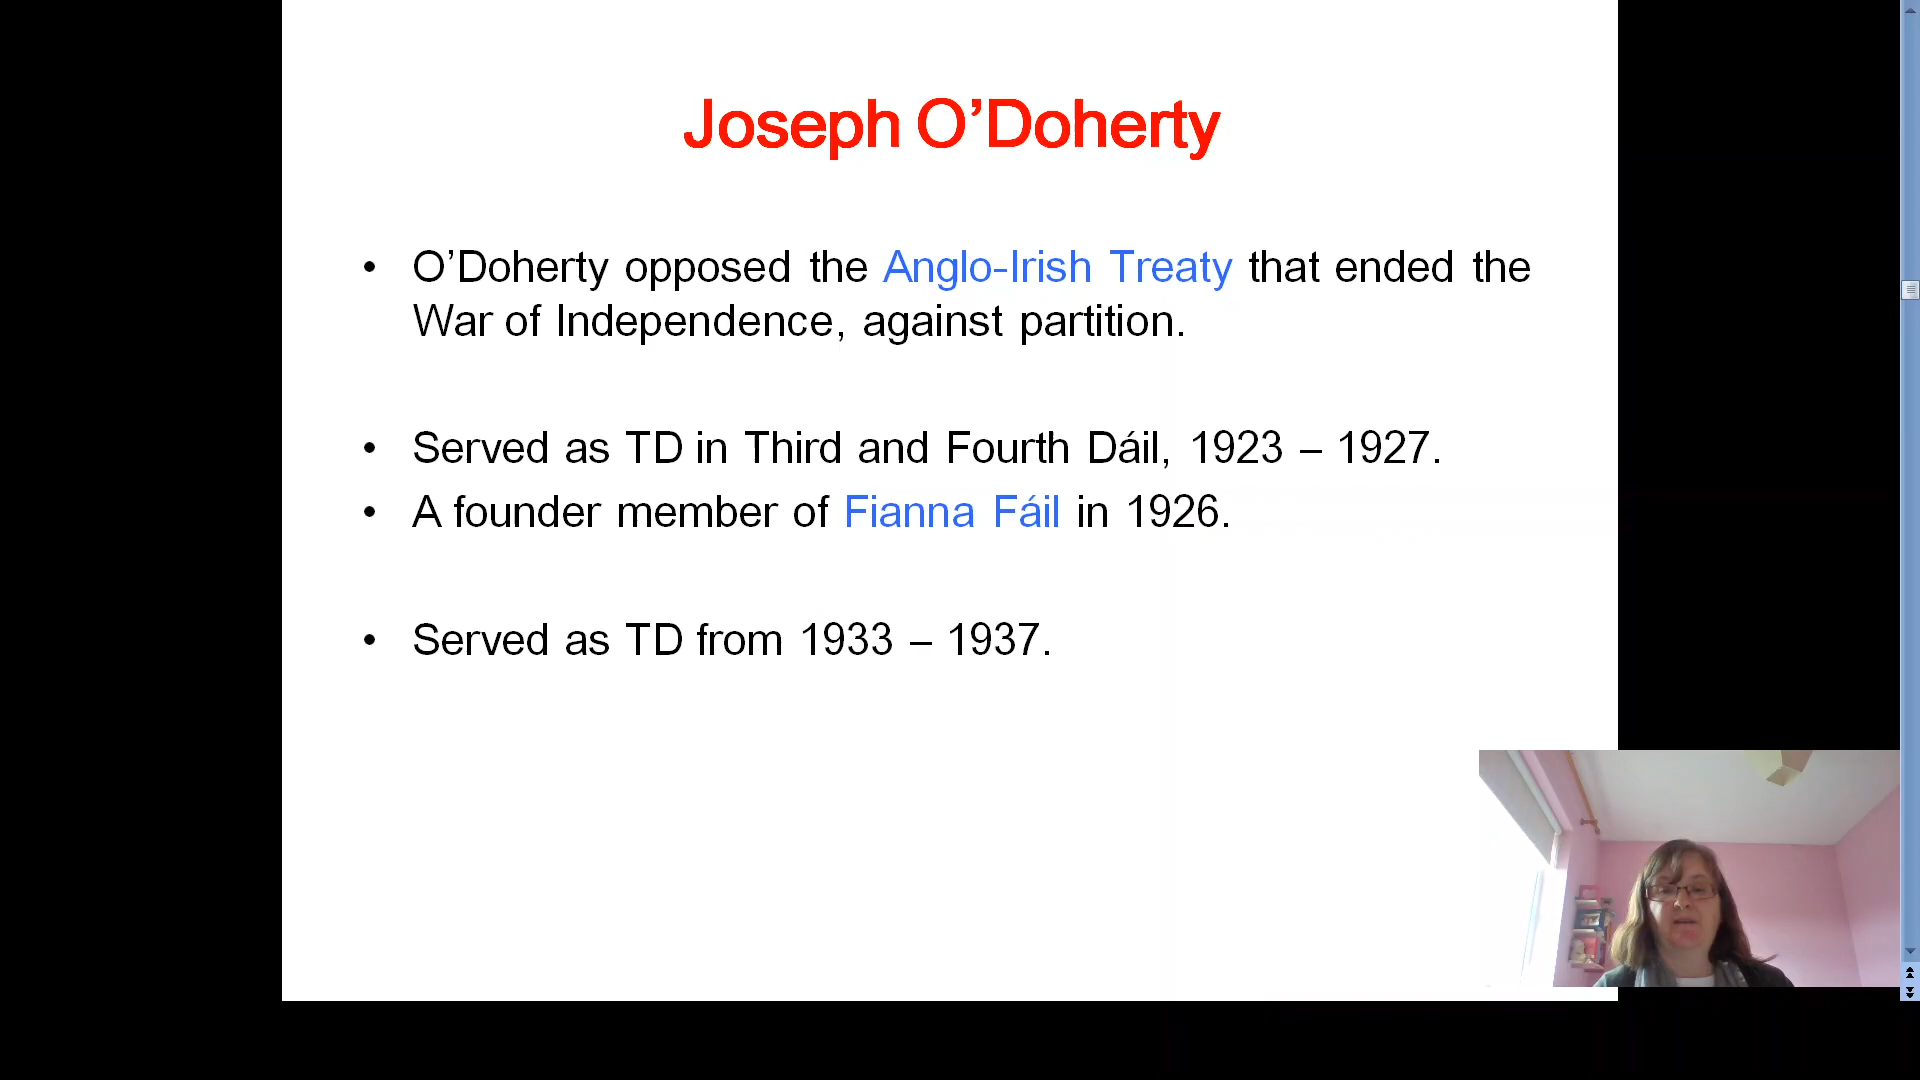 Joseph O’Doherty
• O’Doherty opposed the Anglo-Irish Treaty that ended the
War of Independence, against partition.
• Served as TD in Third and Fourth Dáil, 1923 – 1927.
• A founder member of Fianna Fáil in 1926.
• Served as TD from 1933 – 1937.